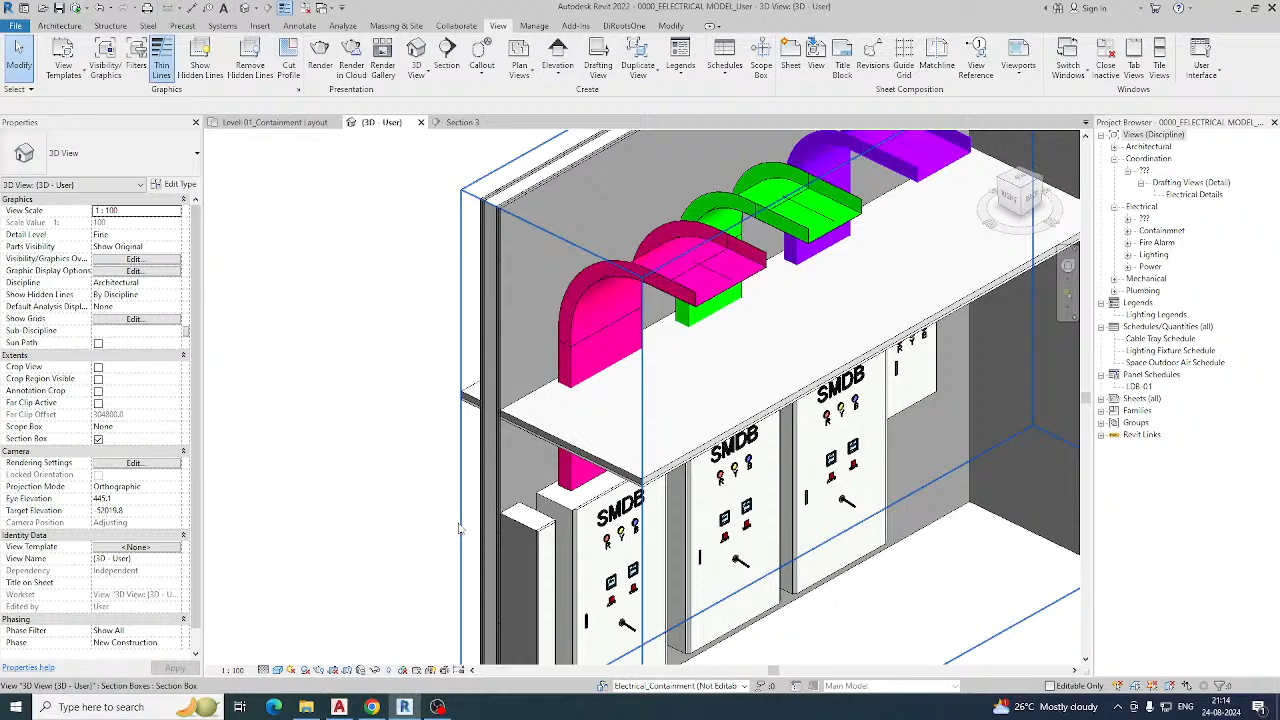 Autodesk Revit 2022 - 0000_EELECTRICAL MODEL_User - 3D View: {3D - User}
Sign In
File
Architecture
Structure
Steel
Systems
Insert
Annotate
Analyze
Massing & Site
Collaborate
View
Manage
Add-Ins
DiRootsOne
Modify
Modify
View
Templates
Visibility/
Graphics
Filters
Thin
Lines
Show
Hidden Lines
Remove
Hidden Lines
Cut
Profile
Render
Render
in Cloud
Render
Gallery
3D
View
Section
Callout
Plan
Views
Elevation
Drafting
View
Duplicate
View
Legends
Schedules
Scope
Box
Sheet
View
Title
Block
Revisions
Guide
Grid
Matchline
View
Reference
Viewports
Switch
Windows
Close
Inactive
Tab
Views
Tile
Views
User
Interface
Select
Graphics
Presentation
Create
Sheet Composition
Windows
Properties
Level-01_Containment Layout
{3D - User}
Section 3
Project Browser - 0000_EELECTRICAL MODEL_...
3D View
3D View: {3D - User}
Edit Type
Graphics
View Scale 1 : 100
Scale Value 1: 100
Detail Level Fine
Parts Visibility Show Original
Visibility/Graphics Ov Edit...
Graphic Display Option Edit...
Discipline Architectural
Show Hidden Lines By Discipline
Default Analysis Displ... None
Show Grids Edit...
Sub-Discipline
Sun Path
Extents
Crop View
Crop Region Visible
Annotation Crop
Far Clip Active
Far Clip Offset 304800.0
Scope Box None
Section Box
Camera
Rendering Settings Edit...
Locked Orientation
Projection Mode Orthographic
Eye Elevation -445.1
Target Elevation -52019.8
Camera Position Adjusting
Identity Data
View Template <None>
View Name {3D - User}
Dependency Independent
Title on Sheet
Workset View "3D View: {3D - U...
Edited by User
Phasing
Phase Filter Show All
Phase New Construction
Properties help
Apply
SMDB
R Y B
SMDB
R Y B
SMDB
R Y B
R Y B
Views (Discipline)
Architectural
Coordination
???
Drafting Views (Detail)
Electrical Details
Electrical
???
Containment
Fire Alarm
Lighting
Power
Mechanical
Plumbing
Legends
Lighting Legends
Schedules/Quantities (all)
Cable Tray Schedule
Lighting Fixture Schedule
Space Outdoor Air Schedule
Panel Schedules
LDB-01
Sheets (all)
Families
Groups
Revit Links
1 : 100
View "3D View: {3D - User}" : Section Boxes : Section Box
Electrical_Containment (Not Editab
:0
Main Model
Editable Only
:0
Type here to search
26°C Mostly cloudy
ENG
21:14
24-08-2024